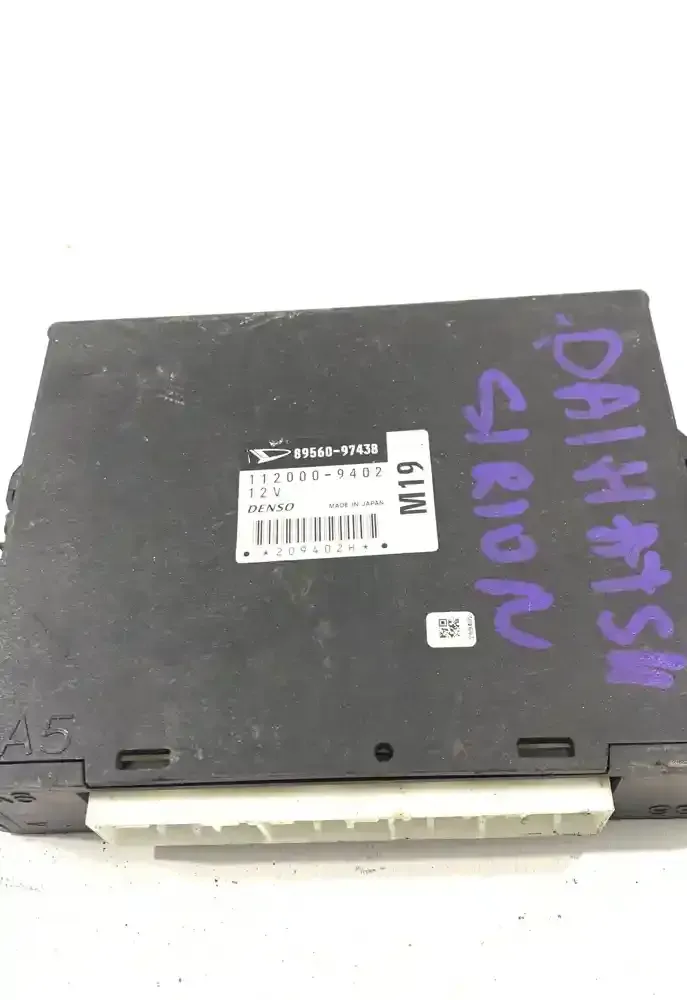 89560-97438
112000-9402
12V
DENSO MADE IN JAPAN
*209402H*
M19
DAIHATSU
SIRION
A5